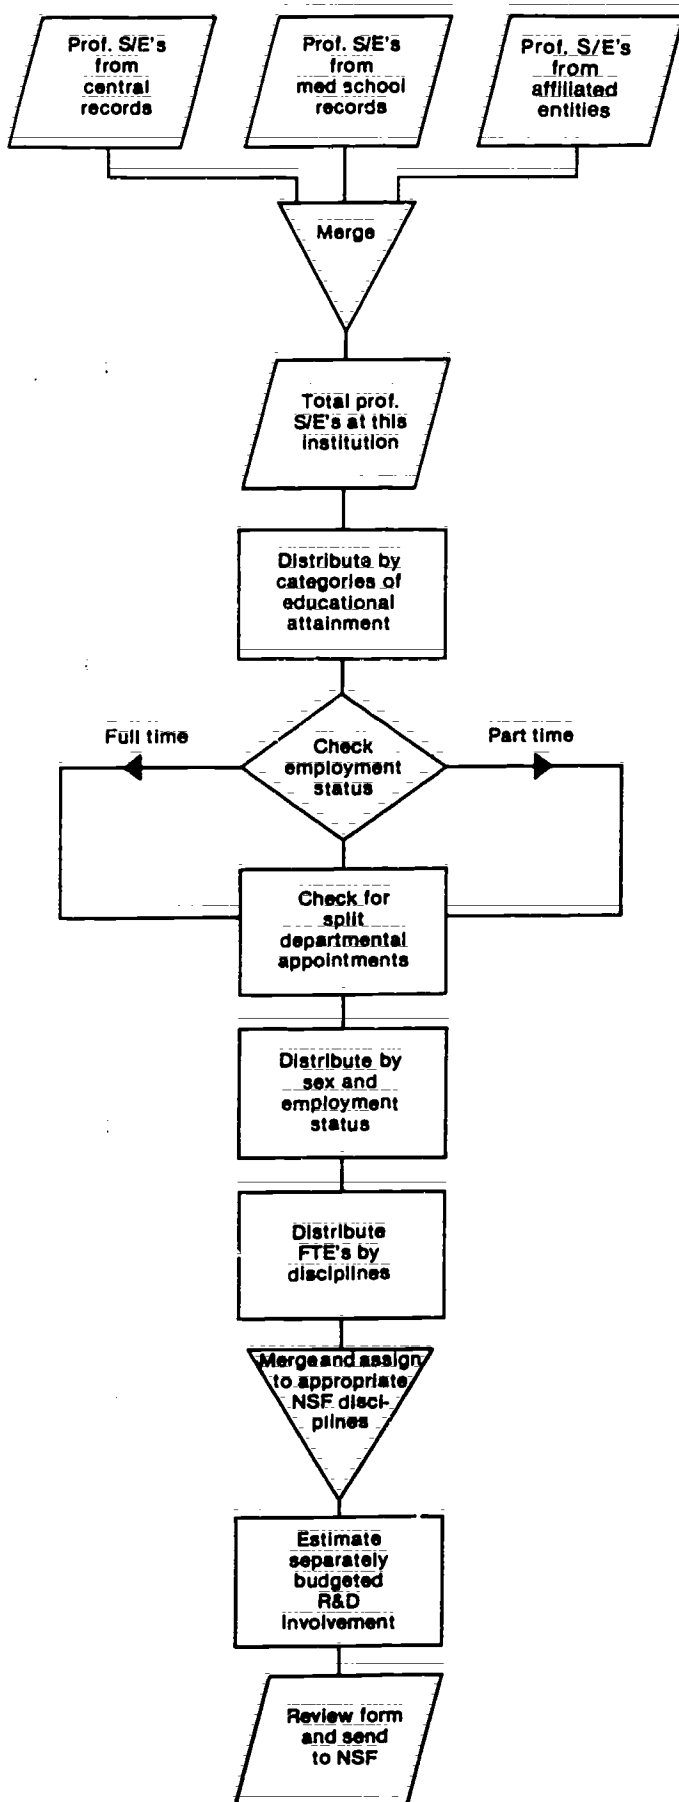 Prof. S/E's
from
central
records
Prof. S/E's
from
med school
records
Prof. S/E's
from
affiliated
entities
Merge
Total prof.
S/E's at this
institution
Distribute by
categories of
educational
attainment
Full time
Check
employment
status
Part time
Check for
split
departmental
appointments
Distribute by
sex and
employment
status
Distribute
FTE's by
disciplines
Merge and assign
to appropriate
NSF disci-
plines
Estimate
separately
budgeted
R&D
Involvement
Review form
and send
to NSF